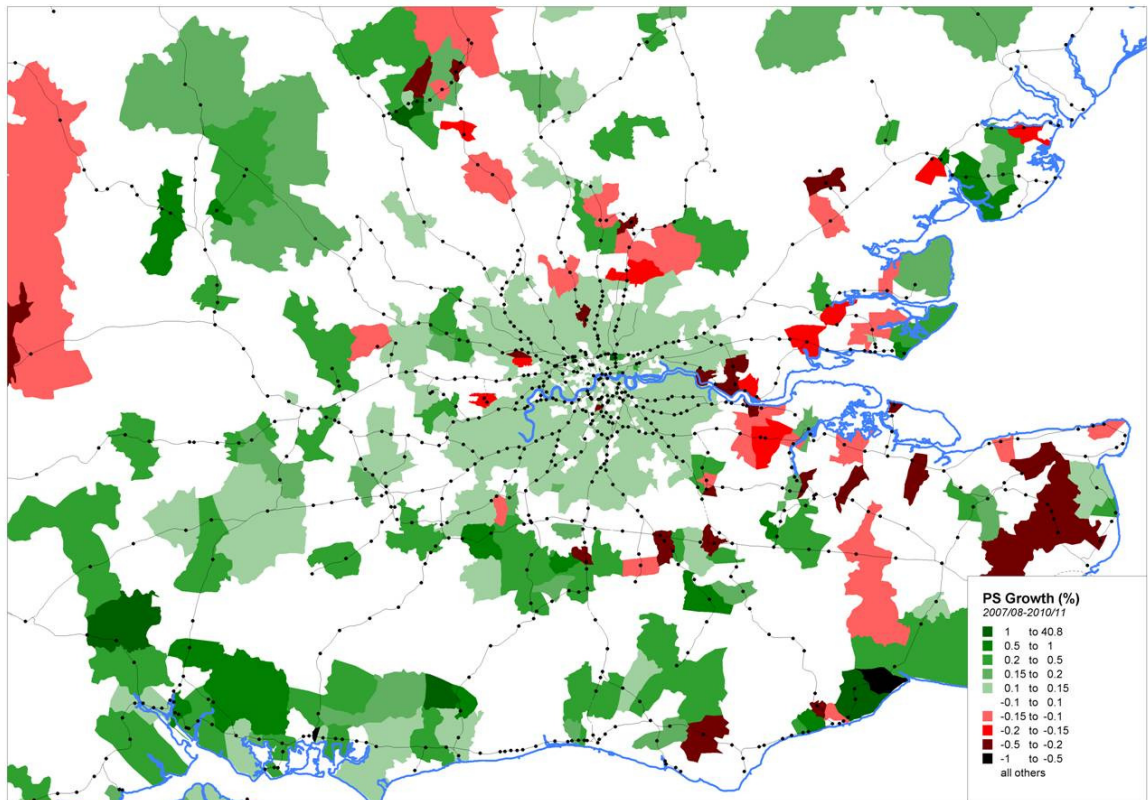 PS Growth (%)
2007/08-2010/11
1 to 40.8
0.5 to 1
0.2 to 0.5
0.15 to 0.2
0.1 to 0.15
-0.1 to 0.1
-0.15 to -0.1
-0.2 to -0.15
-0.5 to -0.2
-1 to -0.5
all others